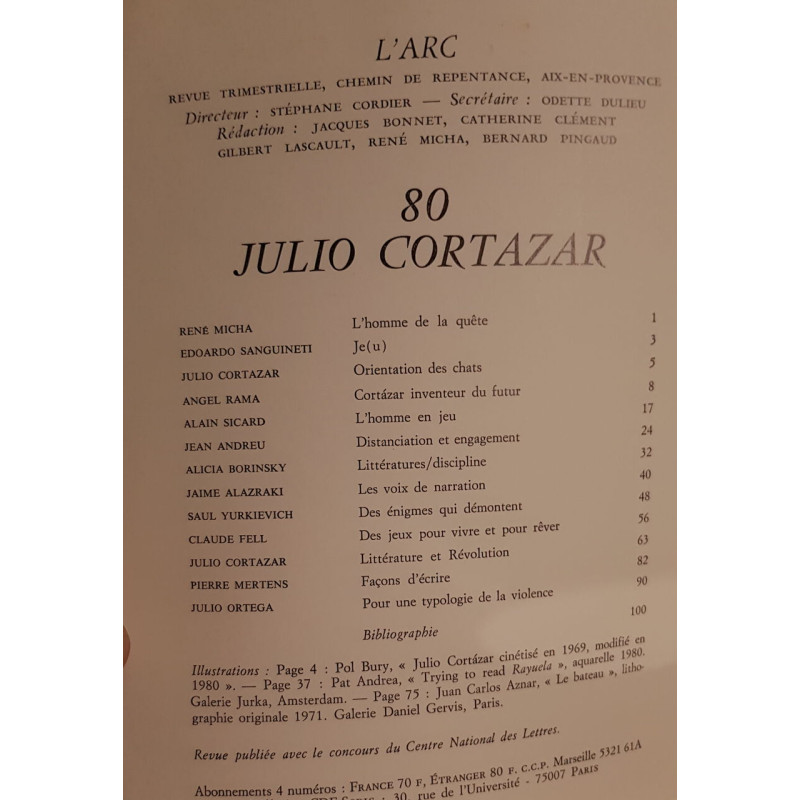 L'ARC
REVUE TRIMESTRIELLE, CHEMIN DE REPENTANCE, AIX-EN-PROVENCE
Directeur : STÉPHANE CORDIER — Secrétaire : ODETTE DULIEU
Rédaction : JACQUES BONNET, CATHERINE CLÉMENT
GILBERT LASCAULT, RENÉ MICHA, BERNARD PINGAUD
80
JULIO CORTAZAR
RENÉ MICHA L'homme de la quête 1
EDOARDO SANGUINETI Je(u) 3
JULIO CORTAZAR Orientation des chats 5
ANGEL RAMA Cortázar inventeur du futur 8
ALAIN SICARD L'homme en jeu 17
JEAN ANDREU Distanciation et engagement 24
ALICIA BORINSKY Littératures/discipline 32
JAIME ALAZRAKI Les voix de narration 40
SAUL YURKIEVICH Des énigmes qui démontent 48
CLAUDE FELL Des jeux pour vivre et pour rêver 56
JULIO CORTAZAR Littérature et Révolution 63
PIERRE MERTENS Façons d'écrire 82
JULIO ORTEGA Pour une typologie de la violence 90
Bibliographie 100
Illustrations : Page 4 : Pol Bury, « Julio Cortázar cinétisé en 1969, modifié en
1980 ». — Page 37 : Pat Andrea, « Trying to read Rayuela », aquarelle 1980.
Galerie Jurka, Amsterdam. — Page 75 : Juan Carlos Aznar, « Le bateau », litho-
graphie originale 1971. Galerie Daniel Gervis, Paris.
Revue publiée avec le concours du Centre National des Lettres.
Abonnements 4 numéros : FRANCE 70 F, ÉTRANGER 80 F. C.C.P. Marseille 5321 61A
: 30, rue de l'Université - 75007 PARIS